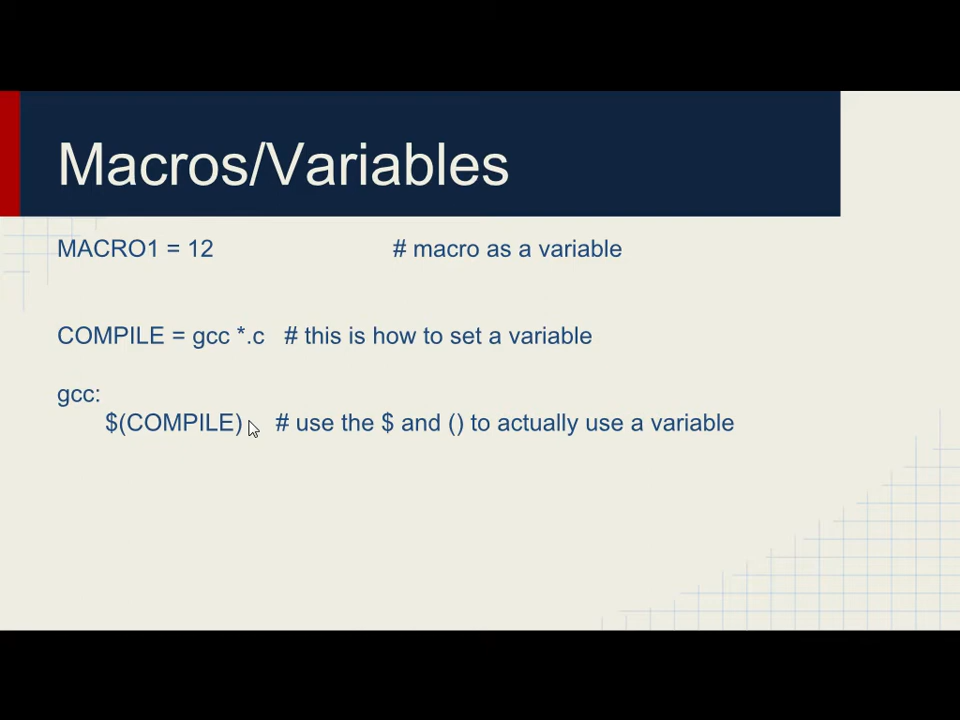 Macros/Variables
MACRO1 = 12 # macro as a variable
COMPILE = gcc *.c # this is how to set a variable
gcc:
$(COMPILE) # use the $ and () to actually use a variable